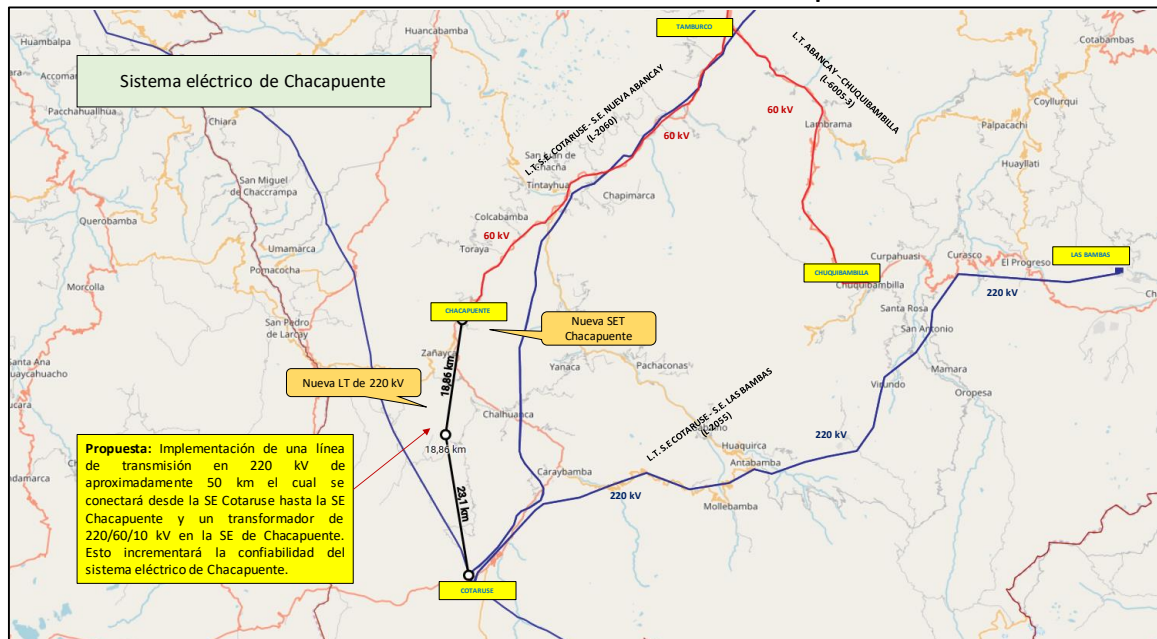 Huambalpa
Huancabamba
TAMBURCO
Cotabambas
Sistema eléctrico de Chacapuente
Pacchahuallhua
Chiara
L.T. ABANCAY – CHUQUIBAMBILLA
(L-6005-3)
Coyllurqui
60 kV
Lambrama
Palpacachi
L.T. S.E. COTARUSE - S.E. NUEVA ABANCAY
(L-2060)
60 kV
Huayllati
San Miguel
de Chaccrampa
Tintayhua
Chapimarca
Colcabamba
Querobamba
Umamarca
60 kV
Toraya
Pomacocha
Morcolla
Curpahuasi
Curasco
El Progreso
LAS BAMBAS
CHUQUIBAMBILLA
Chuquibambilla
220 kV
Santa Rosa
CHACAPUENTE
San Antonio
San Pedro
de Larcay
Nueva SET
Chacapuente
Zañayca
18,86 km
Yanaca
Pachaconas
Mamara
Nueva LT de 220 kV
Virundo
Oropesa
Chalhuanca
L.T. S.E COTARUSE - S.E. LAS BAMBAS
(L-2055)
18,86 km
Huaquirca
Antabamba
220 kV
Caraybamba
220 kV
Mollebamba
23,1 km
Propuesta: Implementación de una línea
de transmisión en 220 kV de
aproximadamente 50 km el cual se
conectará desde la SE Cotaruse hasta la SE
Chacapuente y un transformador de
220/60/10 kV en la SE de Chacapuente.
Esto incrementará la confiabilidad del
sistema eléctrico de Chacapuente.
COTARUSE